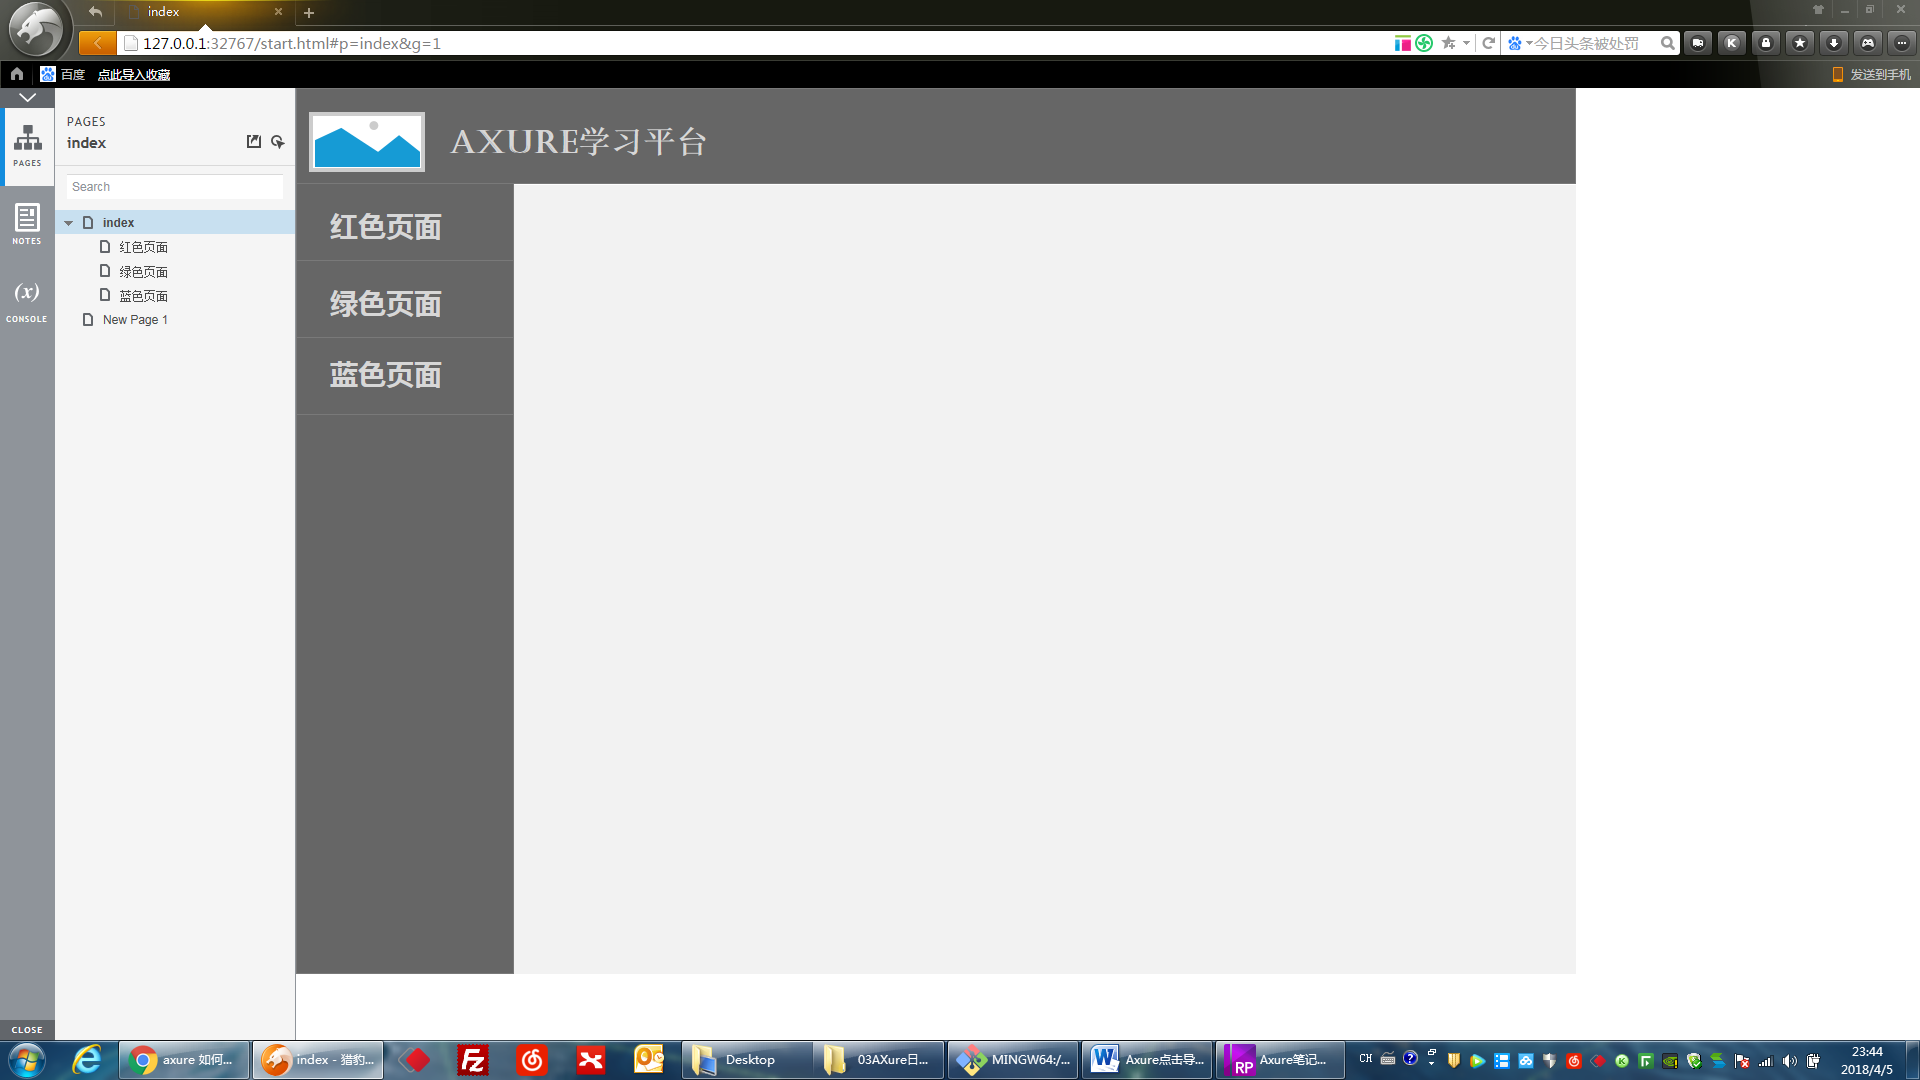 index
127.0.0.1:32767/start.html#p=index&g=1
今日头条被处罚
百度 点此导入收藏
发送到手机
PAGES
index
PAGES
Search
NOTES
(x)
CONSOLE
index
红色页面
绿色页面
蓝色页面
New Page 1
AXURE学习平台
红色页面
绿色页面
蓝色页面
CLOSE
axure 如何...
index - 猎豹...
Fz
Desktop
03AXure日...
MINGW64:/...
Axure点击导...
RP
Axure笔记...
CH
23:44
2018/4/5